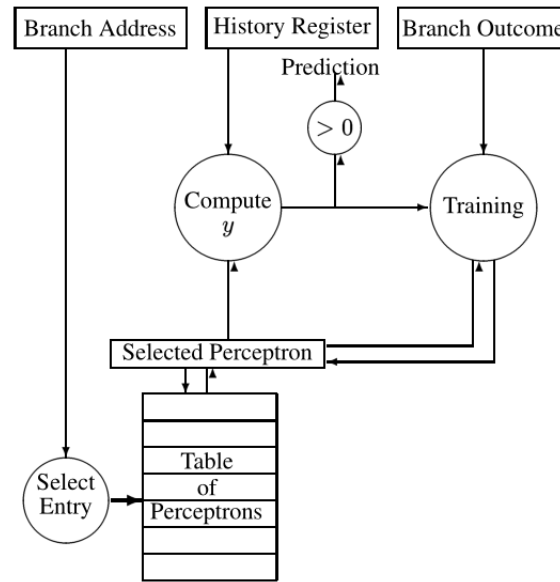 Branch Address
History Register
Branch Outcome
Prediction
> 0
Compute
y
Training
Selected Perceptron
Select
Entry
Table
of
Perceptrons